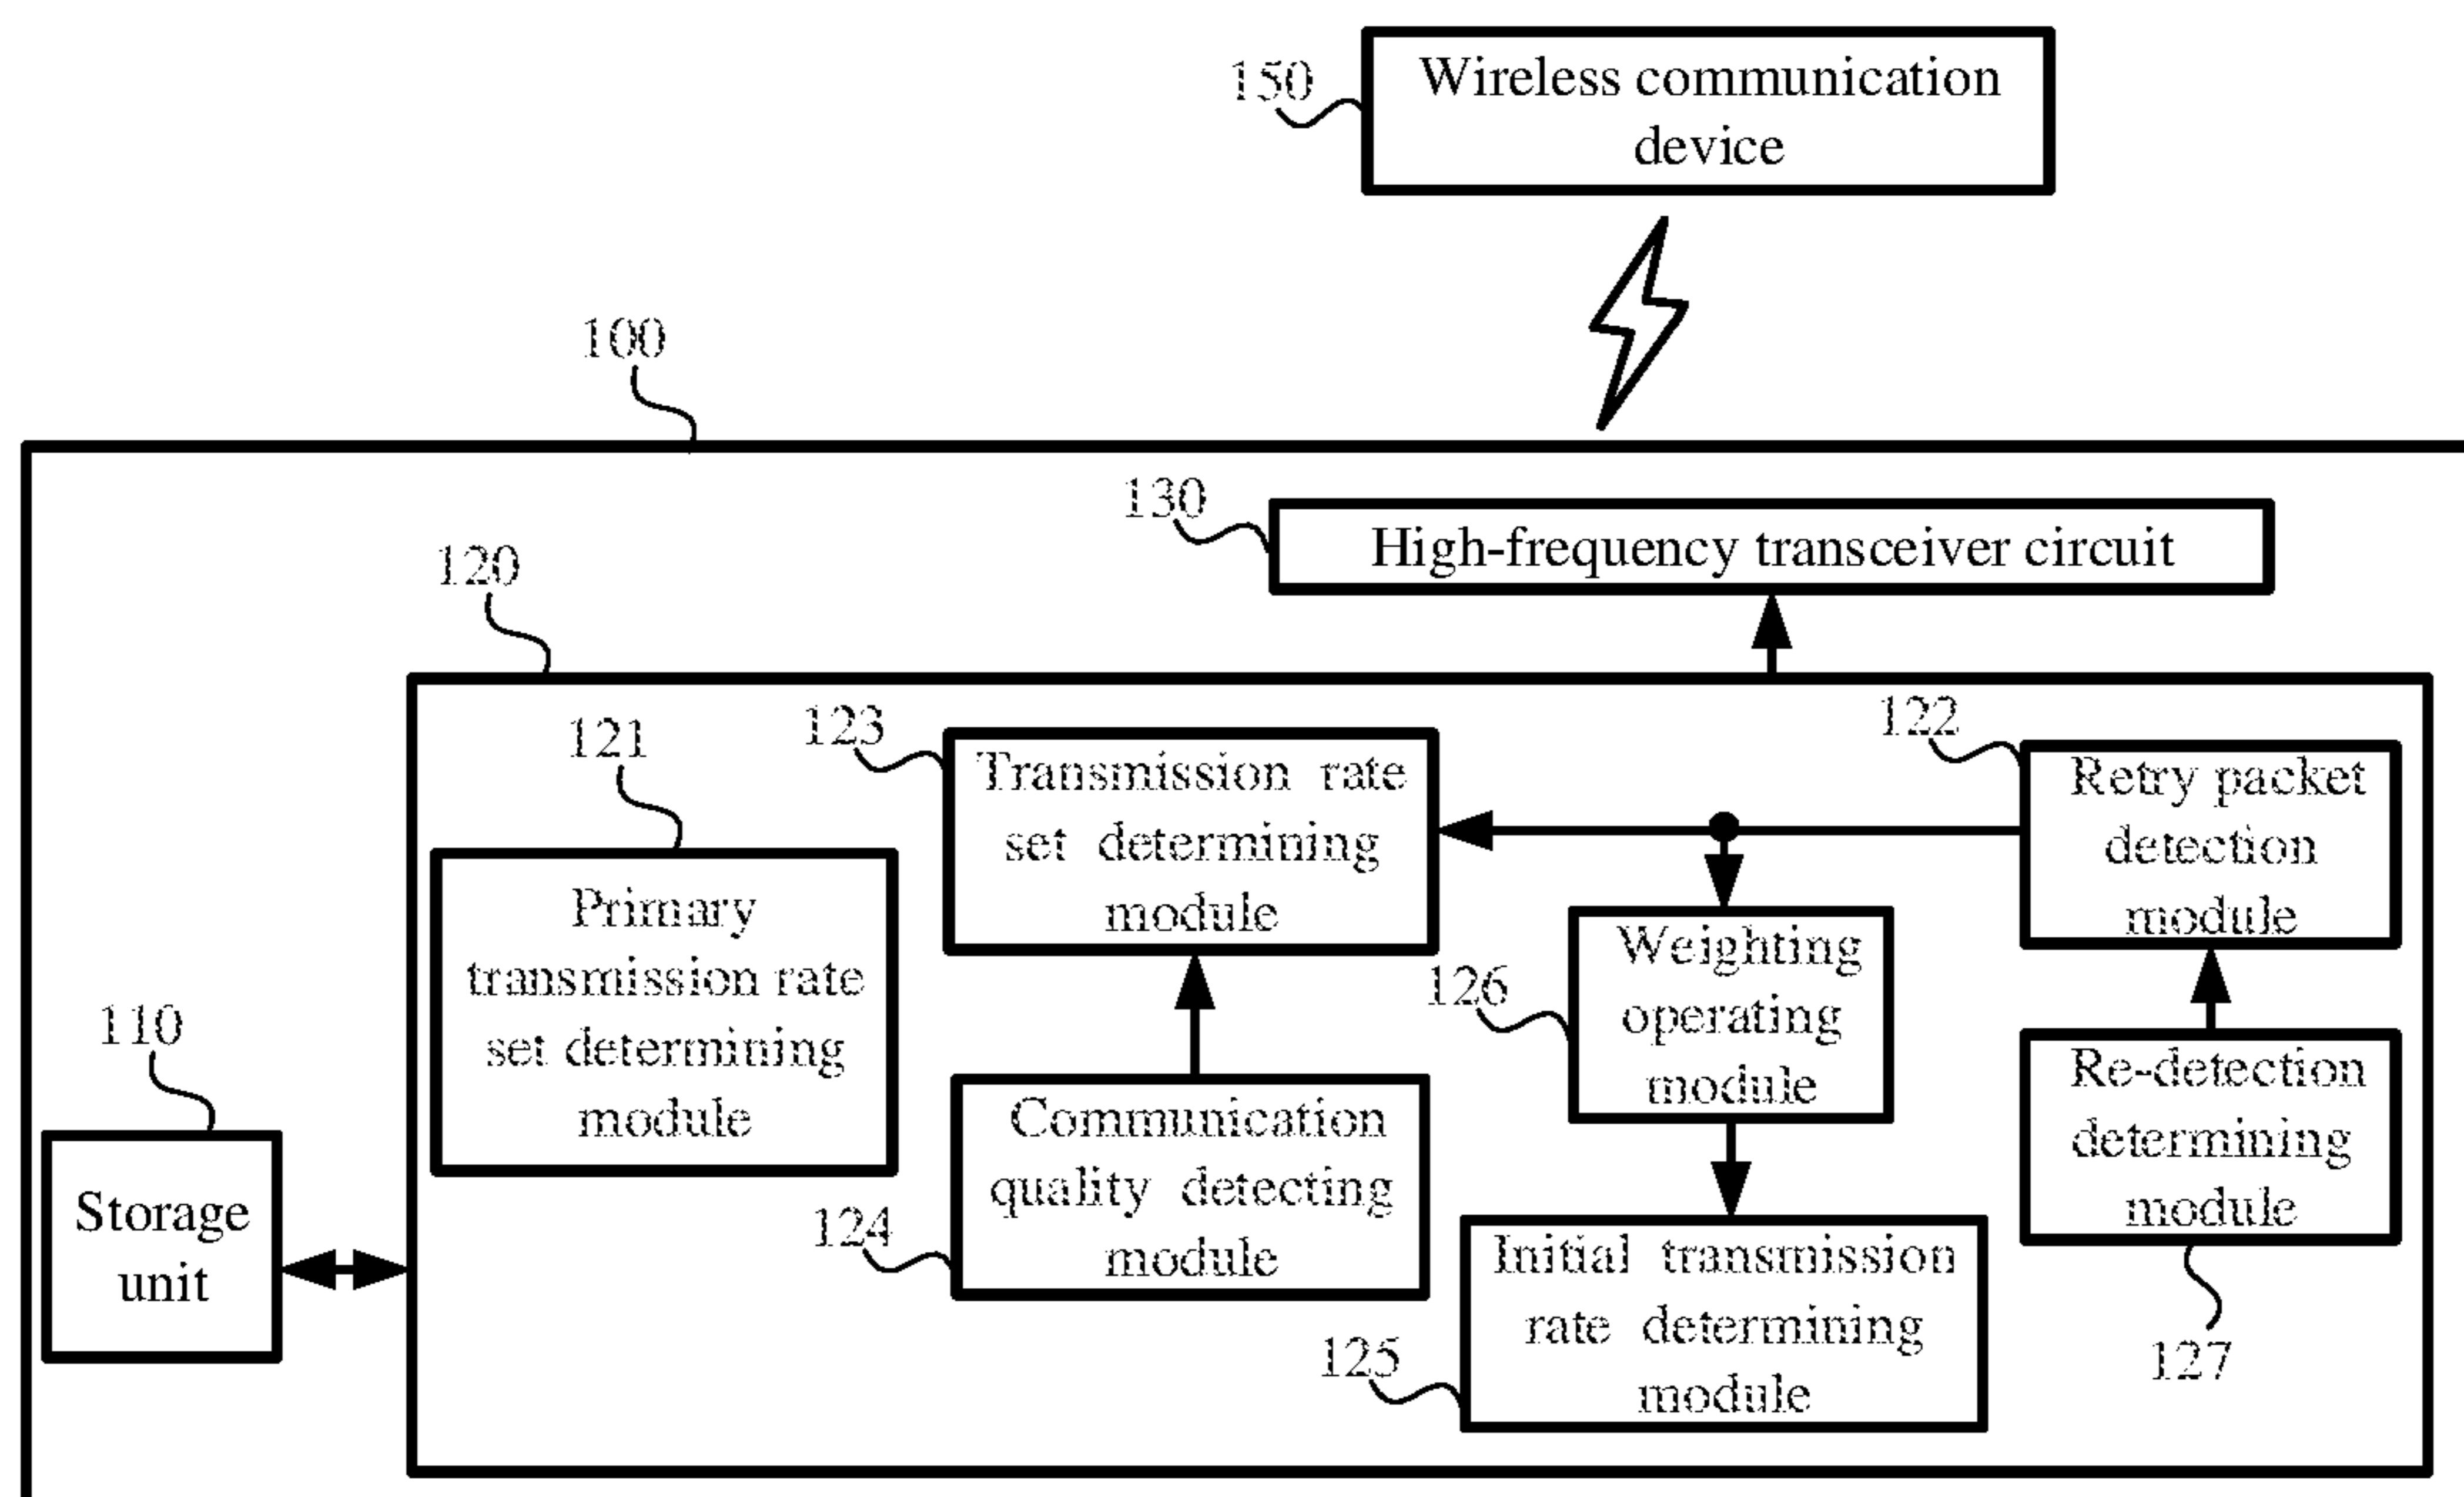 150
Wireless communication
device
100
130
High-frequency transceiver circuit
120
121
Primary
transmission rate
set determining
module
123
Transmission rate
set determining
module
122
Retry packet
detection
module
126
Weighting
operating
module
110
Storage
unit
124
Communication
quality detecting
module
125
Initial transmission
rate determining
module
Re-detection
determining
module
127